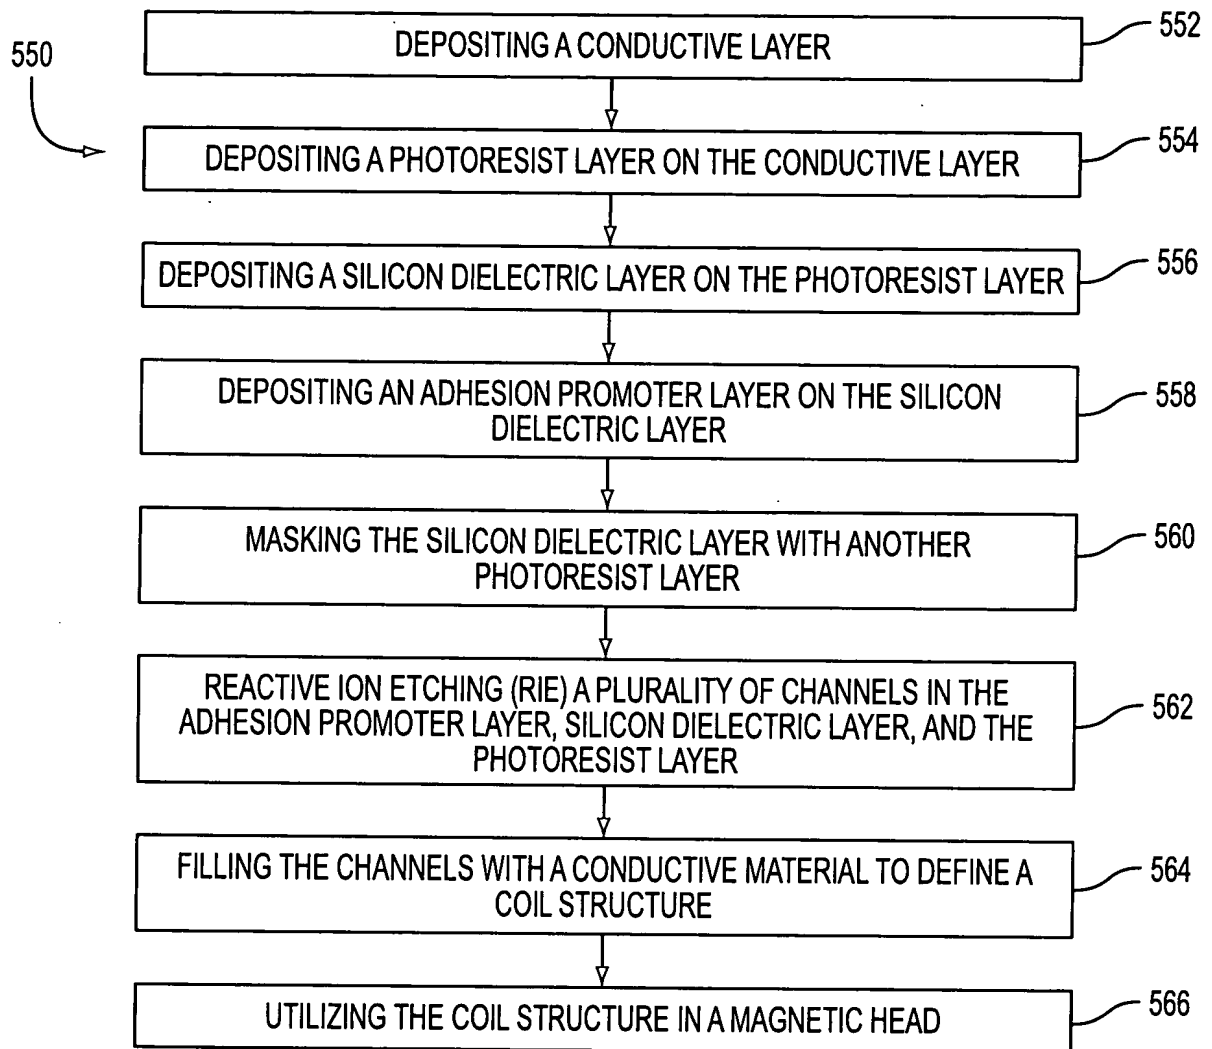 550
DEPOSITING A CONDUCTIVE LAYER
552
DEPOSITING A PHOTORESIST LAYER ON THE CONDUCTIVE LAYER
554
DEPOSITING A SILICON DIELECTRIC LAYER ON THE PHOTORESIST LAYER
556
DEPOSITING AN ADHESION PROMOTER LAYER ON THE SILICON
DIELECTRIC LAYER
558
MASKING THE SILICON DIELECTRIC LAYER WITH ANOTHER
PHOTORESIST LAYER
560
REACTIVE ION ETCHING (RIE) A PLURALITY OF CHANNELS IN THE
ADHESION PROMOTER LAYER, SILICON DIELECTRIC LAYER, AND THE
PHOTORESIST LAYER
562
FILLING THE CHANNELS WITH A CONDUCTIVE MATERIAL TO DEFINE A
COIL STRUCTURE
564
UTILIZING THE COIL STRUCTURE IN A MAGNETIC HEAD
566